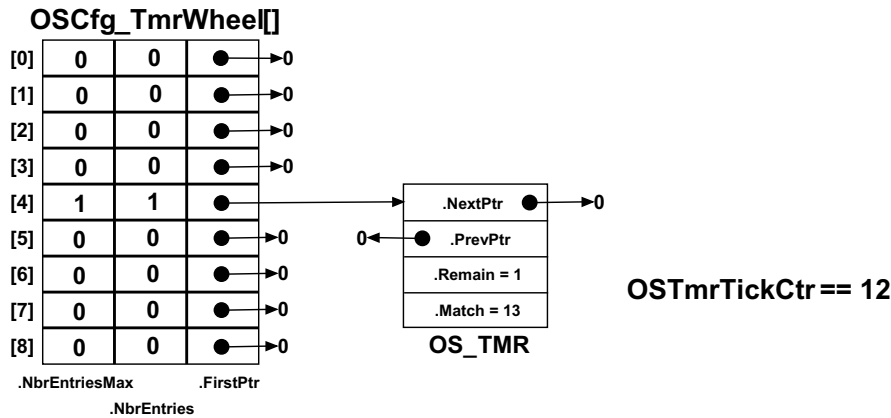 OSCfg_TmrWheel[]
[0] 0 0 0
[1] 0 0 0
[2] 0 0 0
[3] 0 0 0
[4] 1 1 .NextPtr 0
[5] 0 0 0 0 .PrevPtr
[6] 0 0 0 .Remain = 1
OSTmrTickCtr == 12
[7] 0 0 0 .Match = 13
[8] 0 0 0 OS_TMR
.NbrEntriesMax .FirstPtr
.NbrEntries